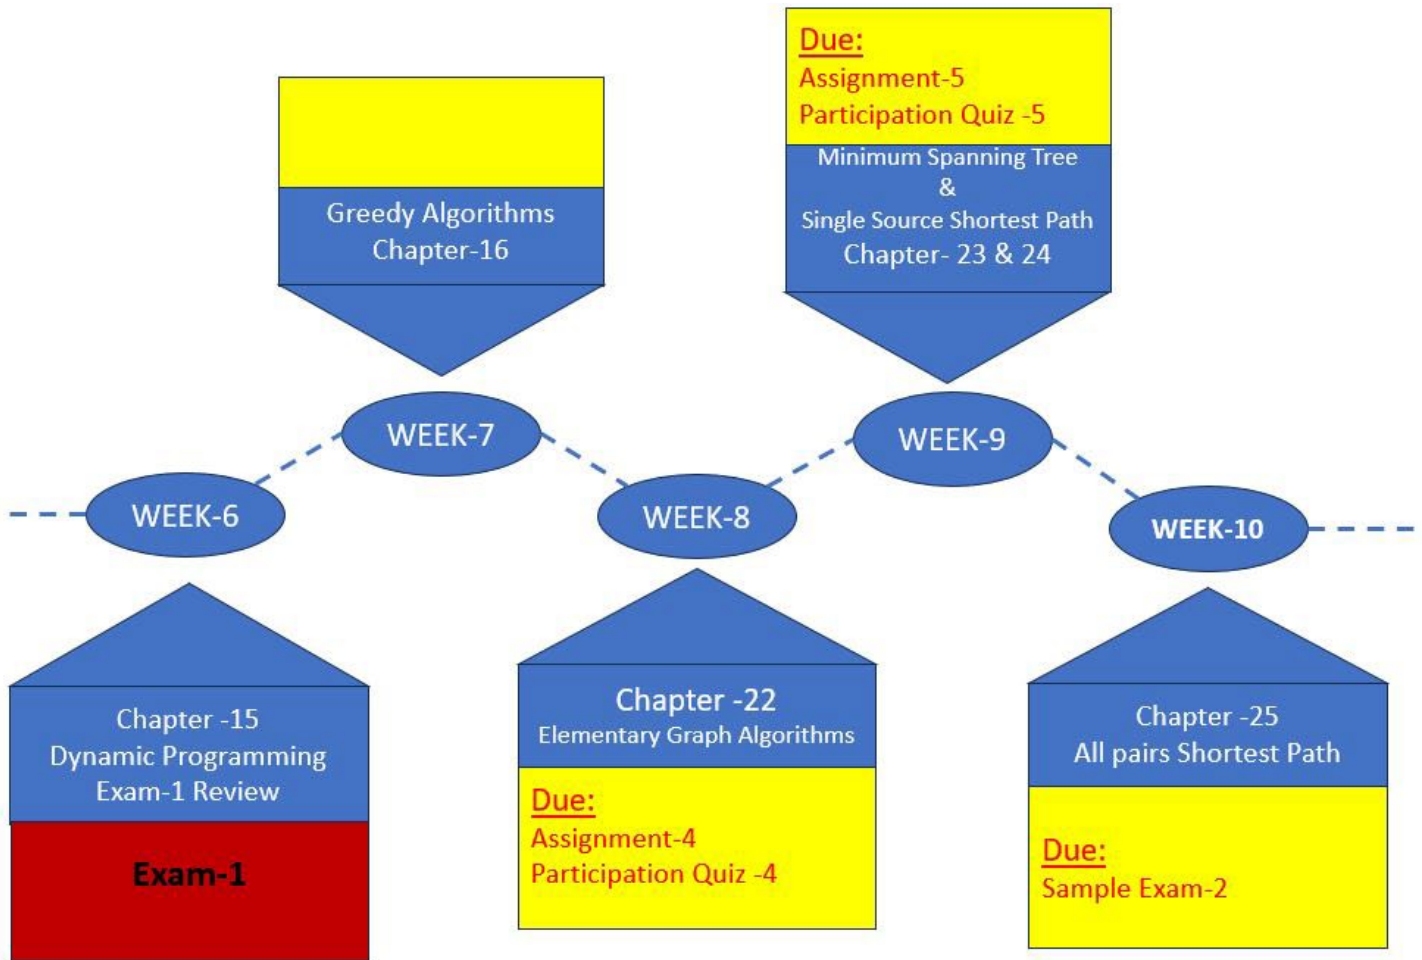 Due:
Assignment-5
Participation Quiz -5
Minimum Spanning Tree
&
Single Source Shortest Path
Chapter- 23 & 24
Greedy Algorithms
Chapter-16
WEEK-6
WEEK-7
WEEK-8
WEEK-9
WEEK-10
Chapter -15
Dynamic Programming
Exam-1 Review
Exam-1
Chapter -22
Elementary Graph Algorithms
Due:
Assignment-4
Participation Quiz -4
Chapter -25
All pairs Shortest Path
Due:
Sample Exam-2